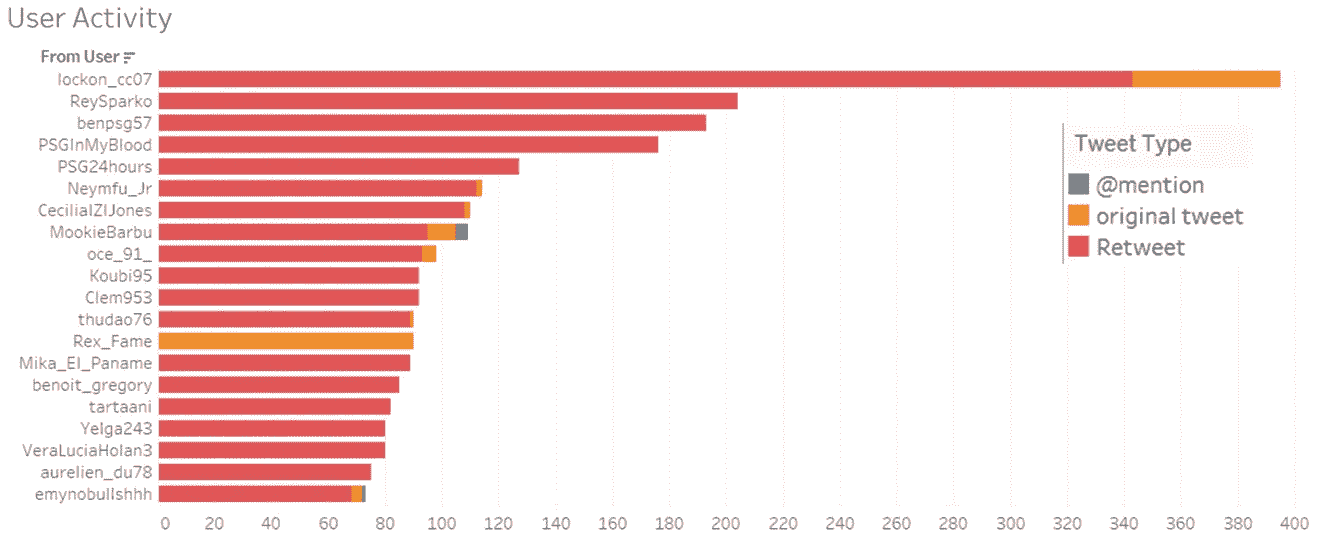 User Activity
From User
lockon_cc07
ReySparko
benpsg57
PSGInMyBlood
PSG24hours
Neymfu_Jr
CeciliaIZIJones
MookieBarbu
oce_91_
Koubi95
Clem953
thudao76
Rex_Fame
Mika_El_Paname
benoit_gregory
tartaani
Yelga243
VeraLuciaHolan3
aurelien_du78
emynobullshhh
Tweet Type
@mention
original tweet
Retweet
0 20 40 60 80 100 120 140 160 180 200 220 240 260 280 300 320 340 360 380 400